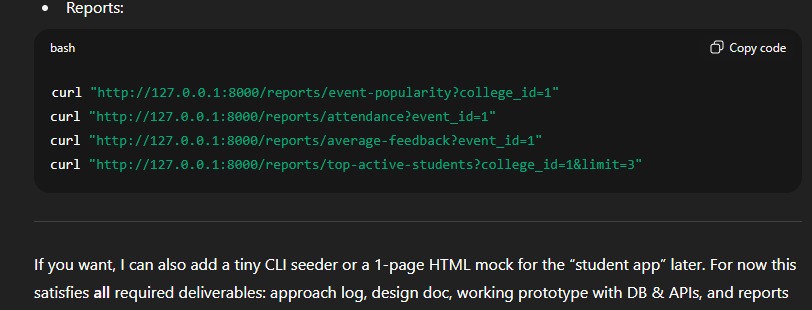 • Reports:
bash
Copy code
curl "http://127.0.0.1:8000/reports/event-popularity?college_id=1"
curl "http://127.0.0.1:8000/reports/attendance?event_id=1"
curl "http://127.0.0.1:8000/reports/average-feedback?event_id=1"
curl "http://127.0.0.1:8000/reports/top-active-students?college_id=1&limit=3"
If you want, I can also add a tiny CLI seeder or a 1-page HTML mock for the “student app” later. For now this
satisfies all required deliverables: approach log, design doc, working prototype with DB & APIs, and reports